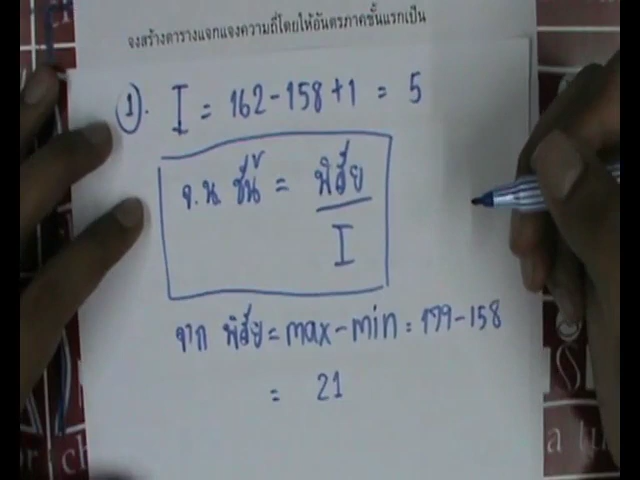 จงสร้างตารางแจกแจงความถี่โดยให้อันตรภาคชั้นแรกเป็น
①. I = 162-158+1 = 5
จ.น. ชั้น = พิสัย
I
จาก พิสัย = max-min = 179-158
= 21